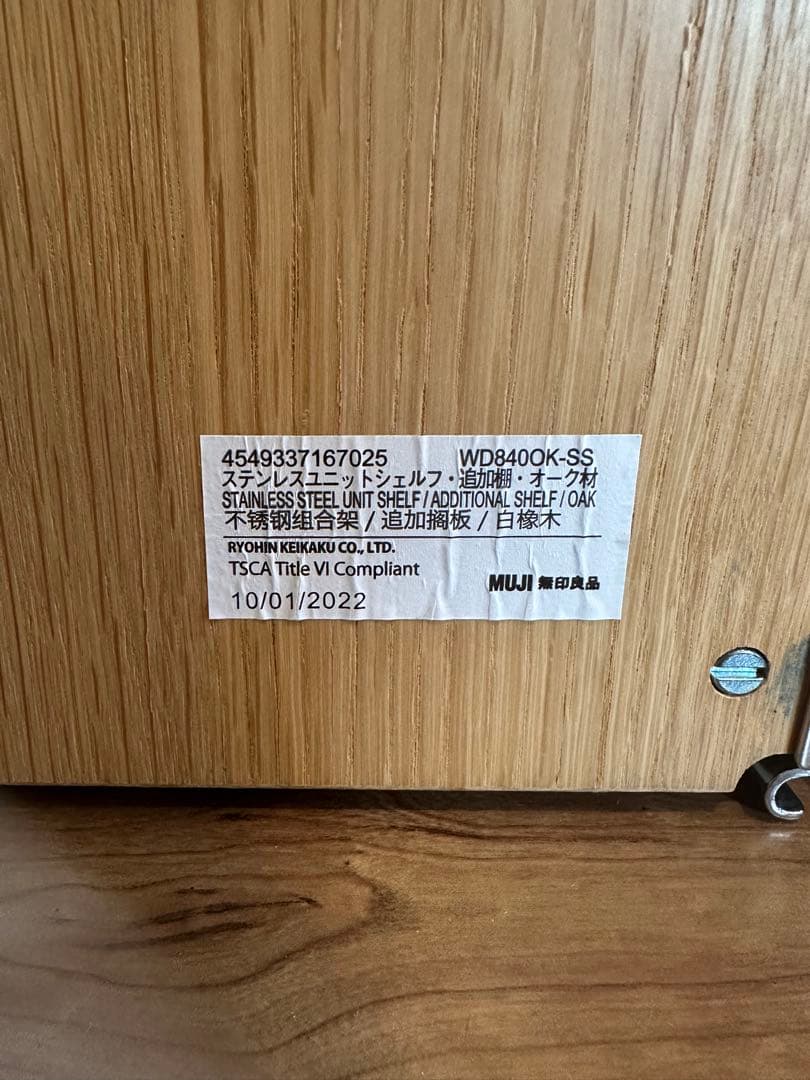 4549337167025 WD840OK-SS
ステンレスユニットシェルフ・追加棚・オーク材
STAINLESS STEEL UNIT SHELF / ADDITIONAL SHELF / OAK
不锈钢组合架 / 追加搁板 / 白橡木
RYOHIN KEIKAKU CO., LTD.
TSCA Title VI Compliant
MUJI 無印良品
10/01/2022